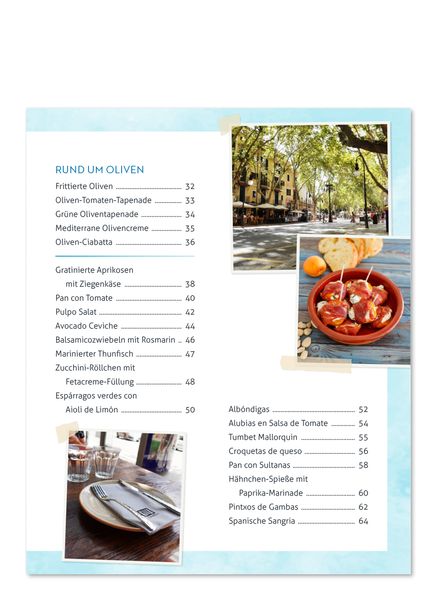 RUND UM OLIVEN
Frittierte Oliven 32
Oliven-Tomaten-Tapenade 33
Grüne Oliventapenade 34
Mediterrane Olivencreme 35
Oliven-Ciabatta 36
Gratinierte Aprikosen
mit Ziegenkäse 38
Pan con Tomate 40
Pulpo Salat 42
Avocado Ceviche 44
Balsamicozwiebeln mit Rosmarin 46
Marinierter Thunfisch 47
Zucchini-Röllchen mit
Fetacreme-Füllung 48
Espárragos verdes con
Aioli de Limón 50
Albóndigas 52
Alubias en Salsa de Tomate 54
Tumbet Mallorquin 55
Croquetas de queso 56
Pan con Sultanas 58
Hähnchen-Spieße mit
Paprika-Marinade 60
Pintxos de Gambas 62
Spanische Sangria 64